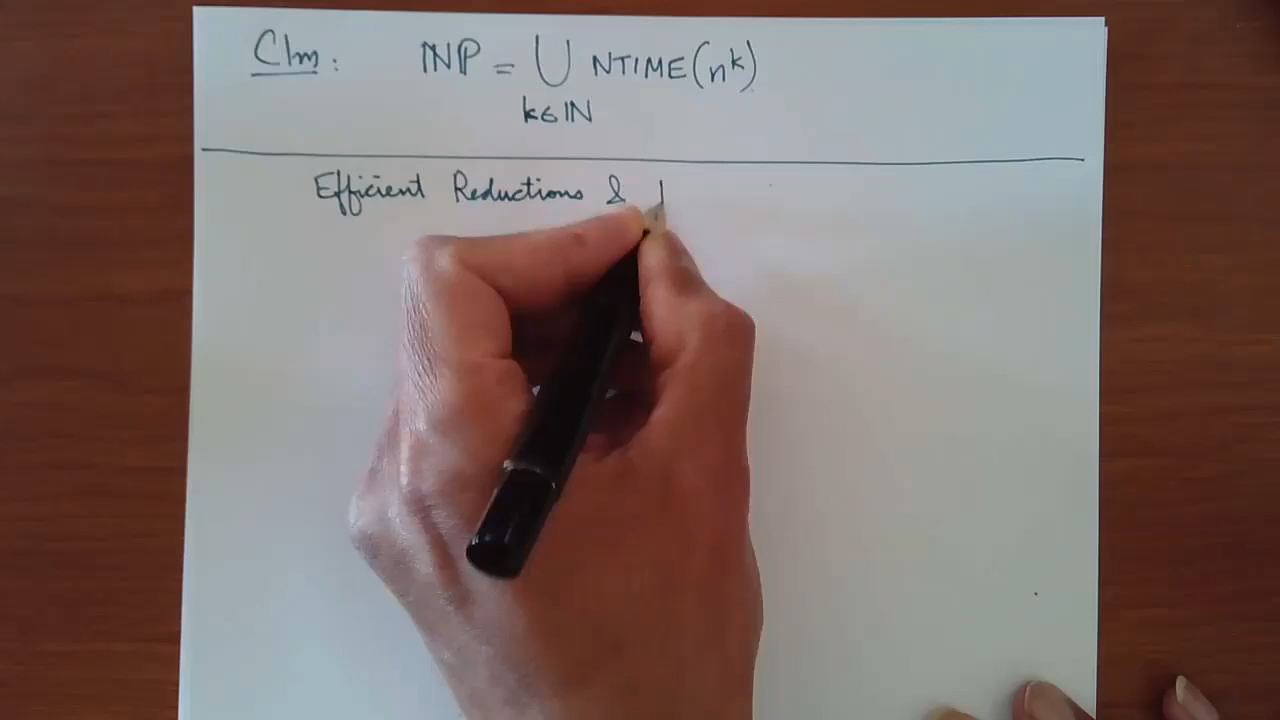 Clm: NP = ∪ NTIME(n^k)
k∈ℕ
Efficient Reductions &